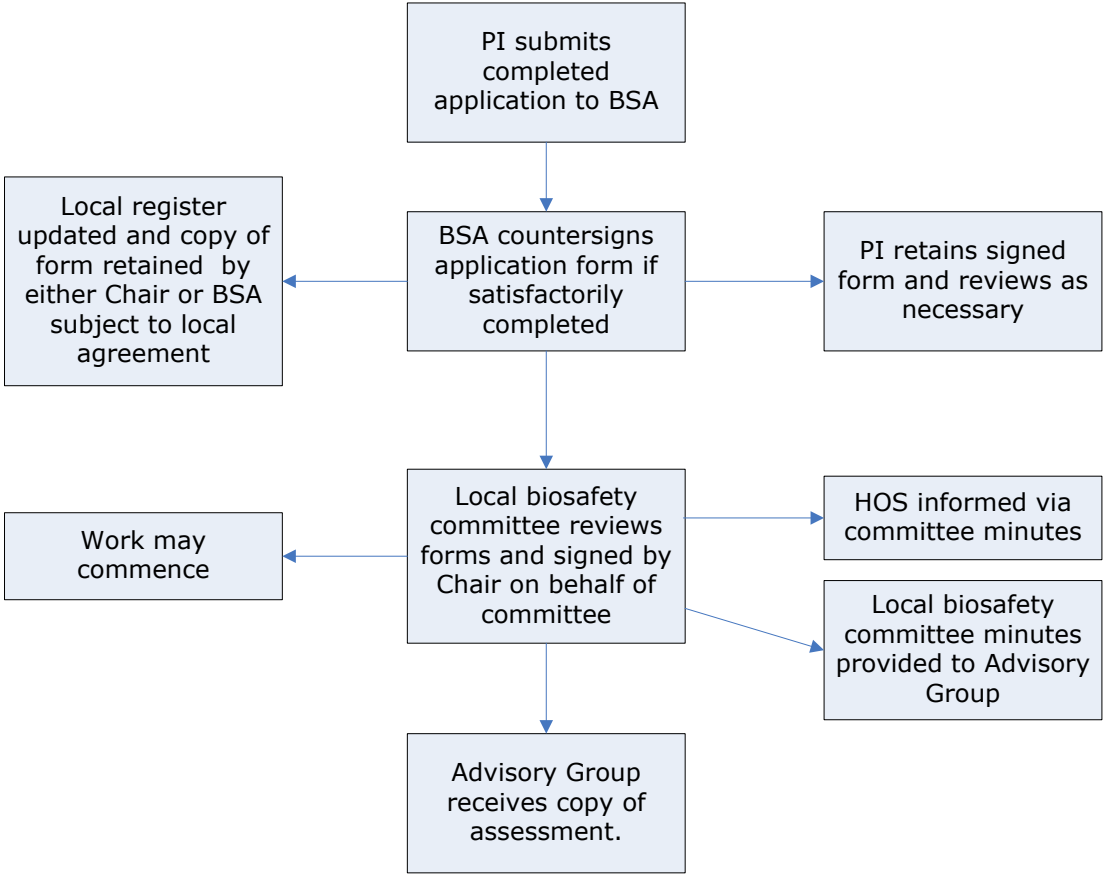 PI submits
completed
application to BSA
Local register
updated and copy of
form retained  by
either Chair or BSA
subject to local
agreement
BSA countersigns
application form if
satisfactorily
completed
PI retains signed
form and reviews as
necessary
Work may
commence
Local biosafety
committee reviews
forms and signed by
Chair on behalf of
committee
HOS informed via
committee minutes
Local biosafety
committee minutes
provided to Advisory
Group
Advisory Group
receives copy of
assessment.